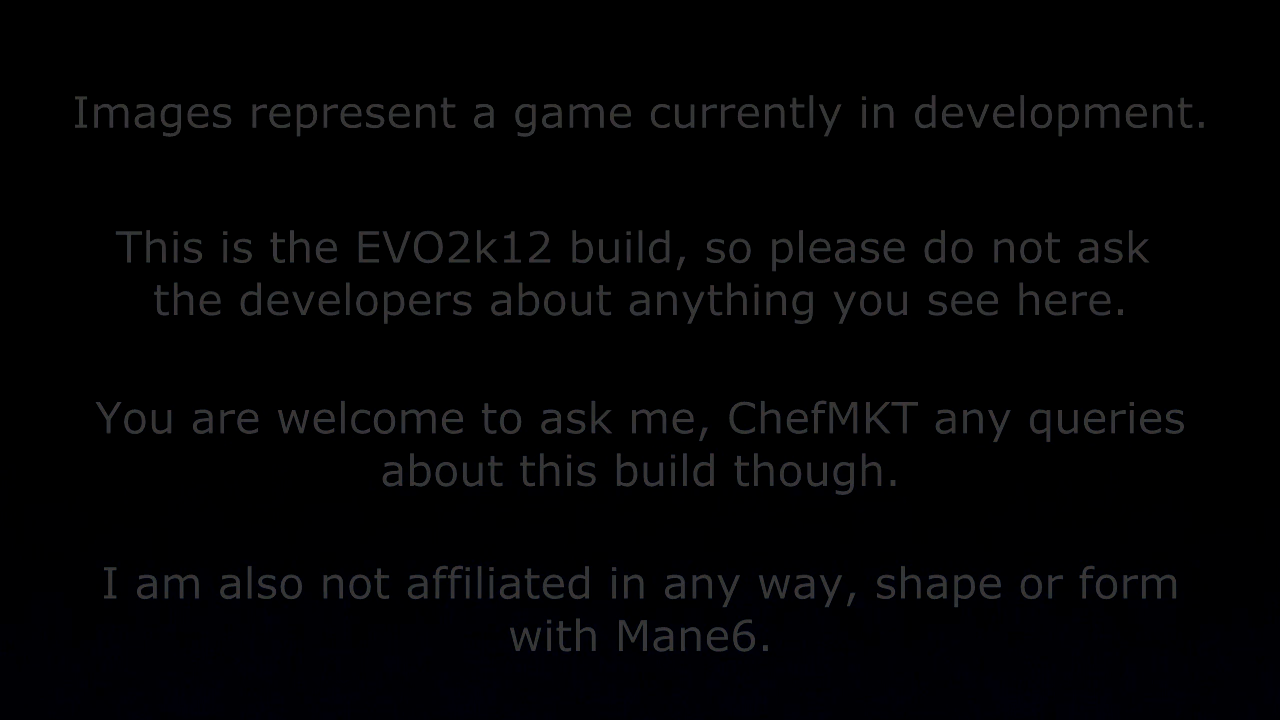 Images represent a game currently in development.
This is the EVO2k12 build, so please do not ask
the developers about anything you see here.
You are welcome to ask me, ChefMKT any queries
about this build though.
I am also not affiliated in any way, shape or form
with Mane6.